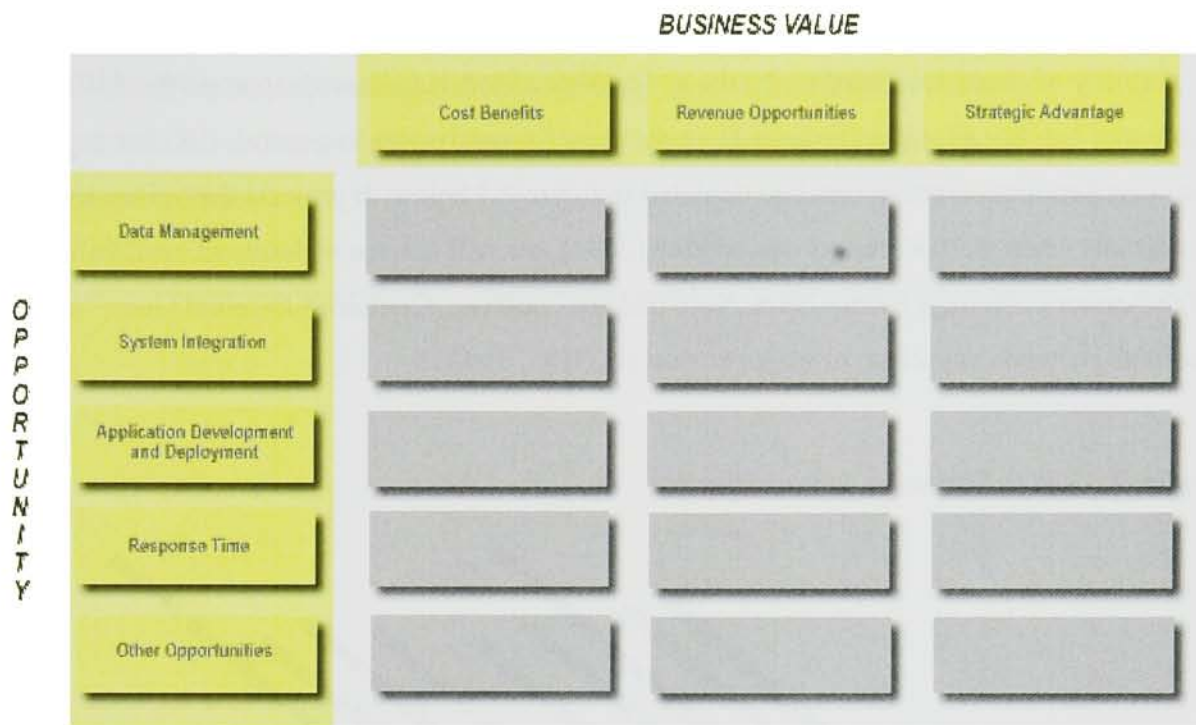 BUSINESS VALUE
Cost Benefits
Revenue Opportunities
Strategic Advantage
OPPORTUNITY
Data Management
System Integration
Application Development
and Deployment
Response Time
Other Opportunities